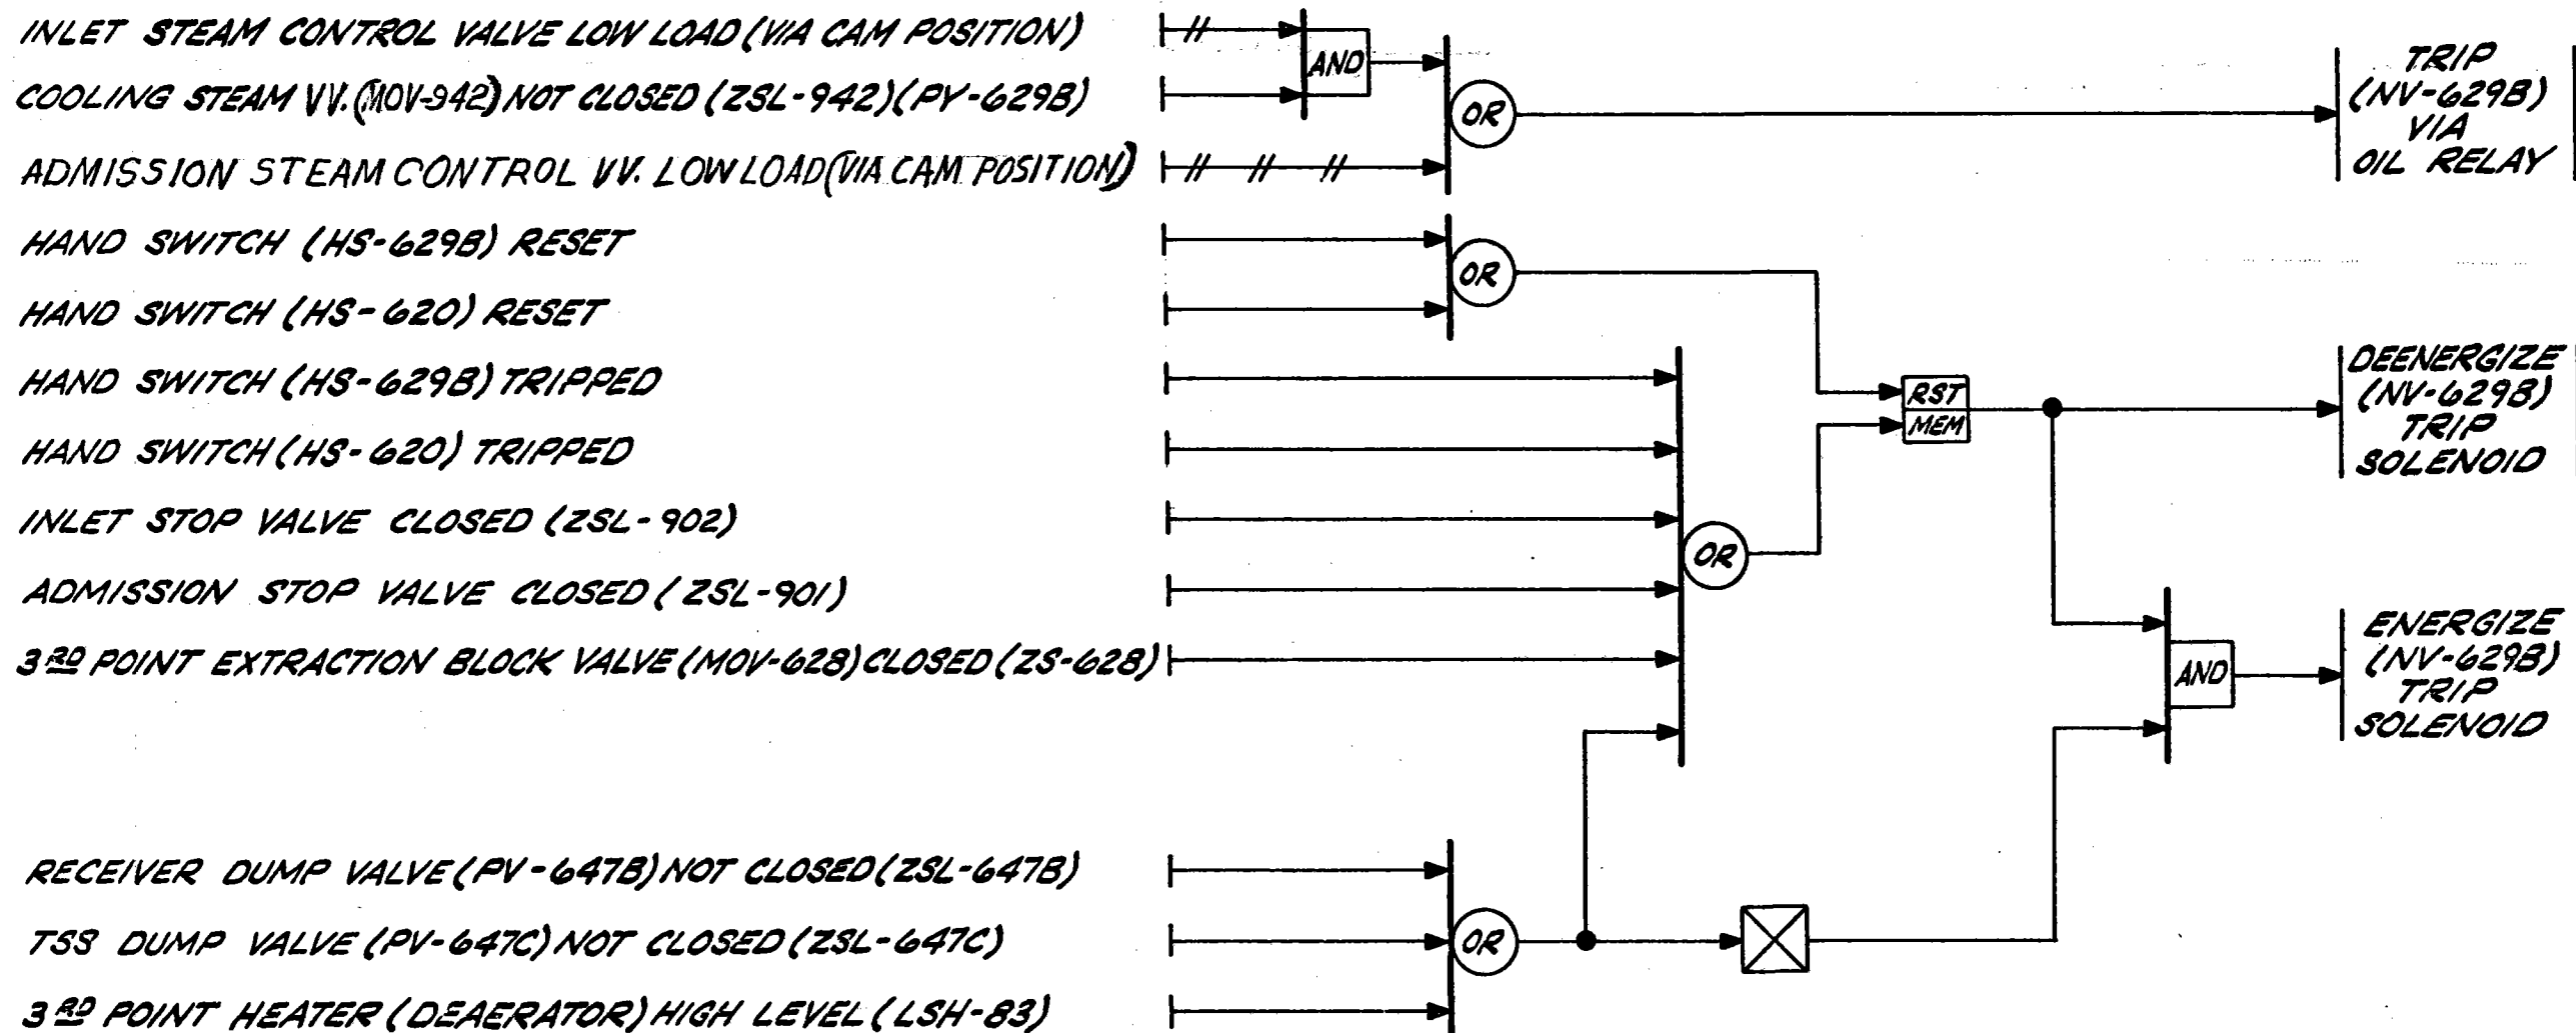 INLET STEAM CONTROL VALVE LOW LOAD (VIA CAM POSITION)
COOLING STEAM VV. (MOV-942) NOT CLOSED (ZSL-942)(PY-629B)
ADMISSION STEAM CONTROL VV. LOW LOAD (VIA CAM POSITION)
HAND SWITCH (HS-629B) RESET
HAND SWITCH (HS-620) RESET
HAND SWITCH (HS-629B) TRIPPED
HAND SWITCH (HS-620) TRIPPED
INLET STOP VALVE CLOSED (ZSL-902)
ADMISSION STOP VALVE CLOSED (ZSL-901)
3RD POINT EXTRACTION BLOCK VALVE (MOV-628) CLOSED (ZS-628)
RECEIVER DUMP VALVE (PV-647B) NOT CLOSED (ZSL-647B)
TSS DUMP VALVE (PV-647C) NOT CLOSED (ZSL-647C)
3RD POINT HEATER (DEAERATOR) HIGH LEVEL (LSH-83)
AND
OR
OR
OR
OR
RST
MEM
AND
TRIP
(NV-629B)
VIA
OIL RELAY
DEENERGIZE
(NV-629B)
TRIP
SOLENOID
ENERGIZE
(NV-629B)
TRIP
SOLENOID